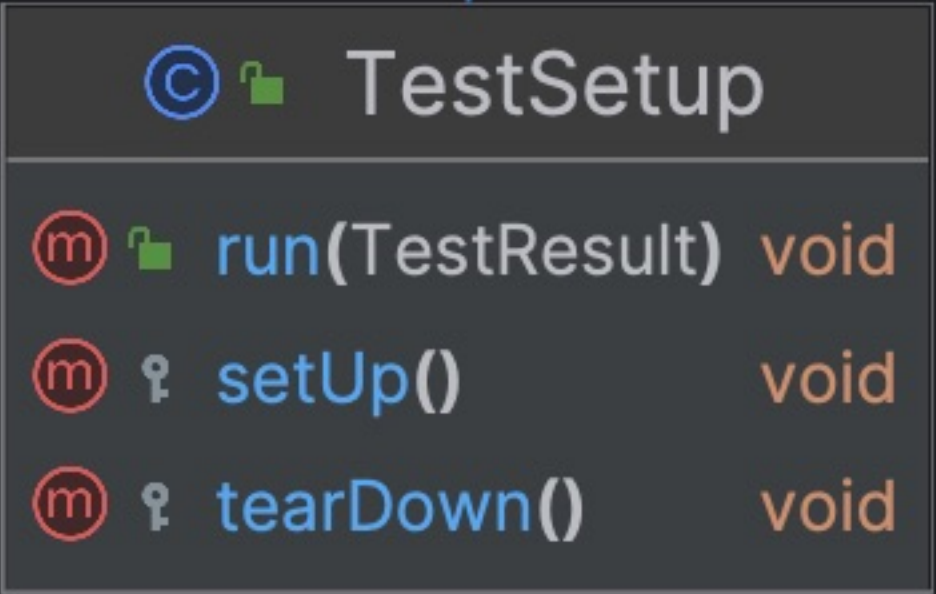 C TestSetup
m run(TestResult) void
m setUp() void
m tearDown() void